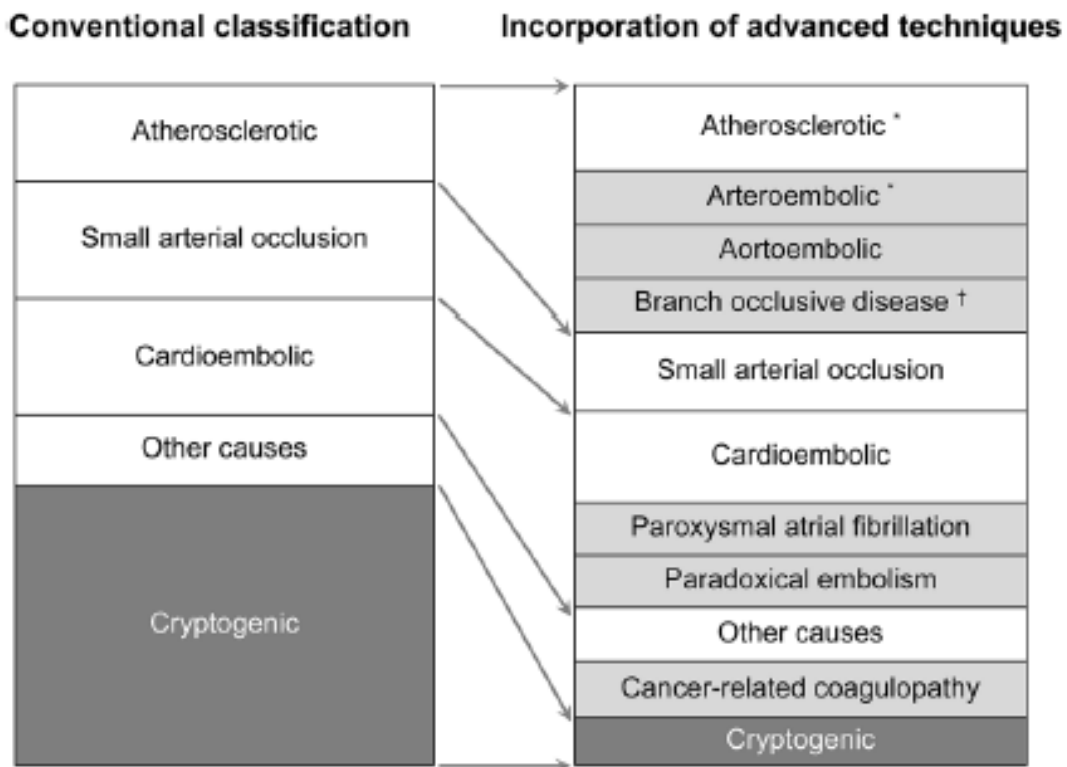 Conventional classification
Atherosclerotic
Small arterial occlusion
Cardioembolic
Other causes
Cryptogenic
Incorporation of advanced techniques
Atherosclerotic *
Arteroembolic *
Aortoembolic
Branch occlusive disease †
Small arterial occlusion
Cardioembolic
Paroxysmal atrial fibrillation
Paradoxical embolism
Other causes
Cancer-related coagulopathy
Cryptogenic